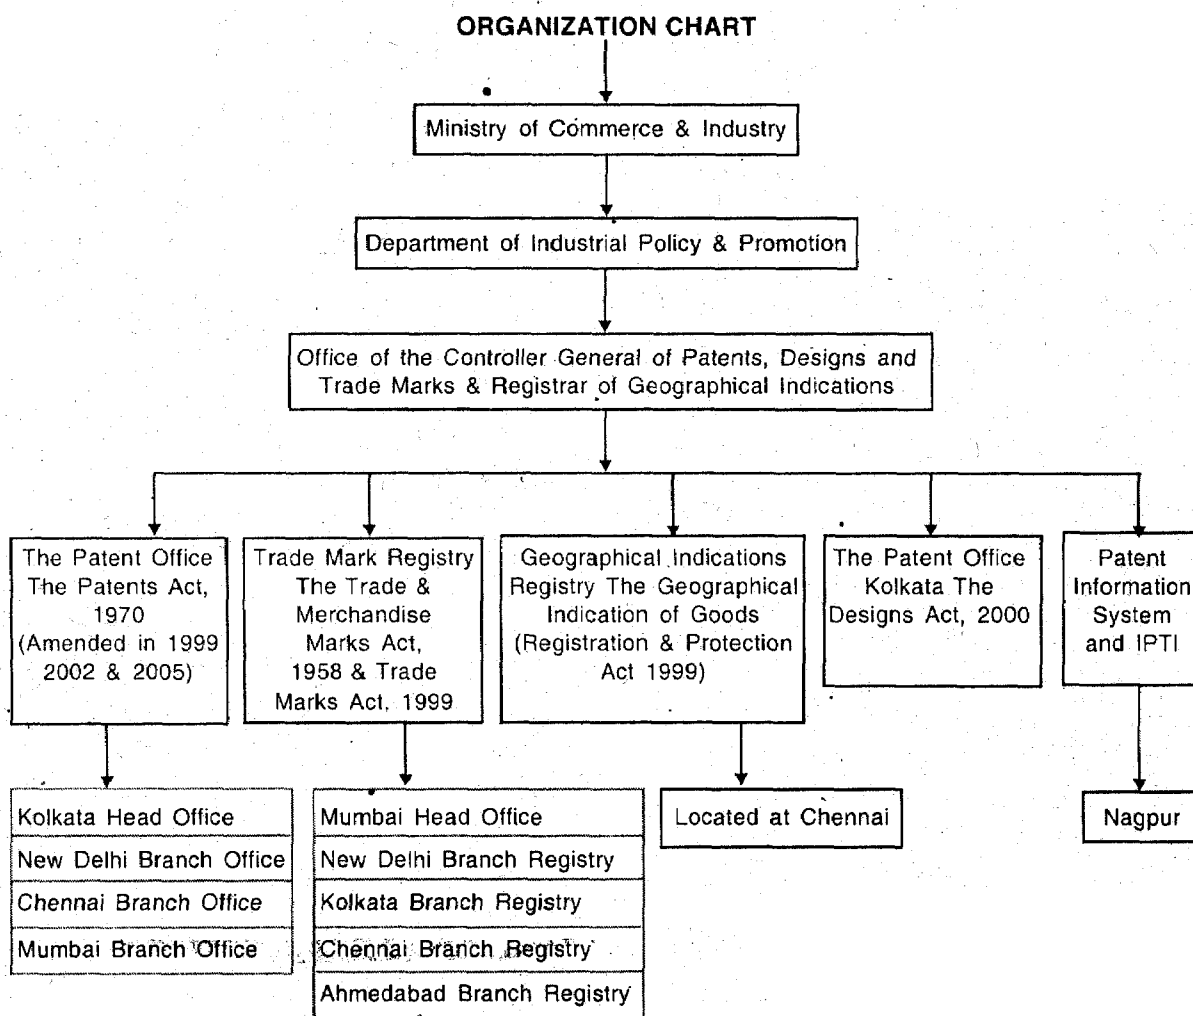 ORGANIZATION CHART
Ministry of Commerce & Industry
Department of Industrial Policy & Promotion
Office of the Controller General of Patents, Designs and
Trade Marks & Registrar of Geographical Indications
The Patent Office
The Patents Act,
1970
(Amended in 1999
2002 & 2005)
Trade Mark Registry
The Trade &
Merchandise
Marks Act,
1958 & Trade
Marks Act, 1999
Geographical Indications
Registry The Geographical
Indication of Goods
(Registration & Protection
Act 1999)
The Patent Office
Kolkata The
Designs Act, 2000
Patent
Information
System
and IPTI
Kolkata Head Office
New Delhi Branch Office
Chennai Branch Office
Mumbai Branch Office
Mumbai Head Office
New Delhi Branch Registry
Kolkata Branch Registry
Chennai Branch Registry
Ahmedabad Branch Registry
Located at Chennai
Nagpur